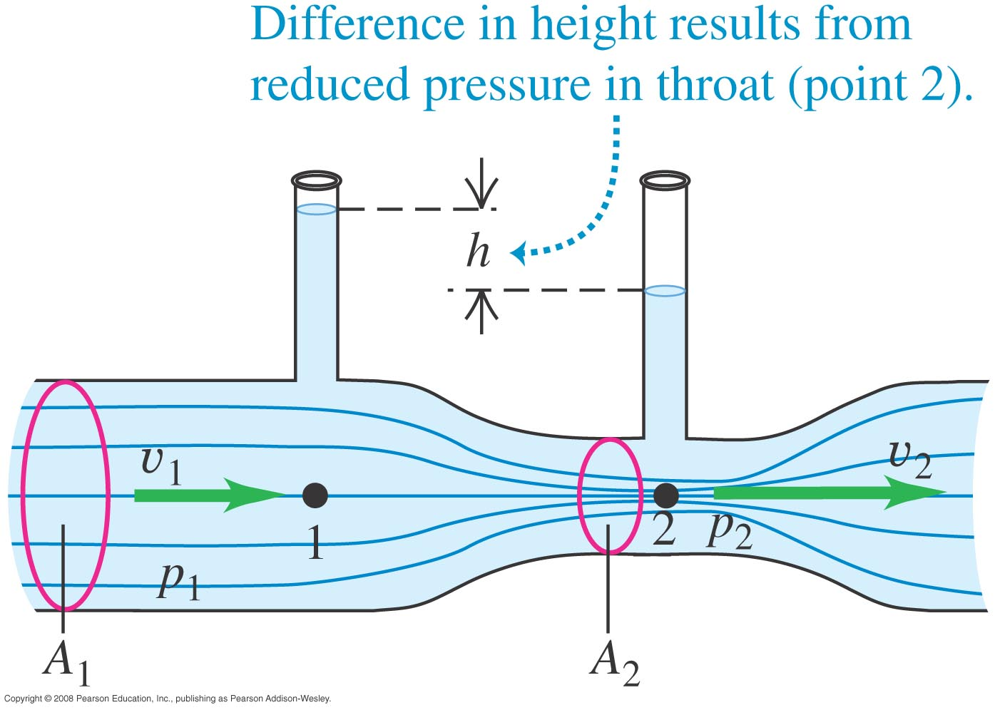 Difference in height results from
reduced pressure in throat (point 2).
h
v1
v2
1
2
p2
p1
A1
A2
Copyright © 2008 Pearson Education, Inc., publishing as Pearson Addison-Wesley.